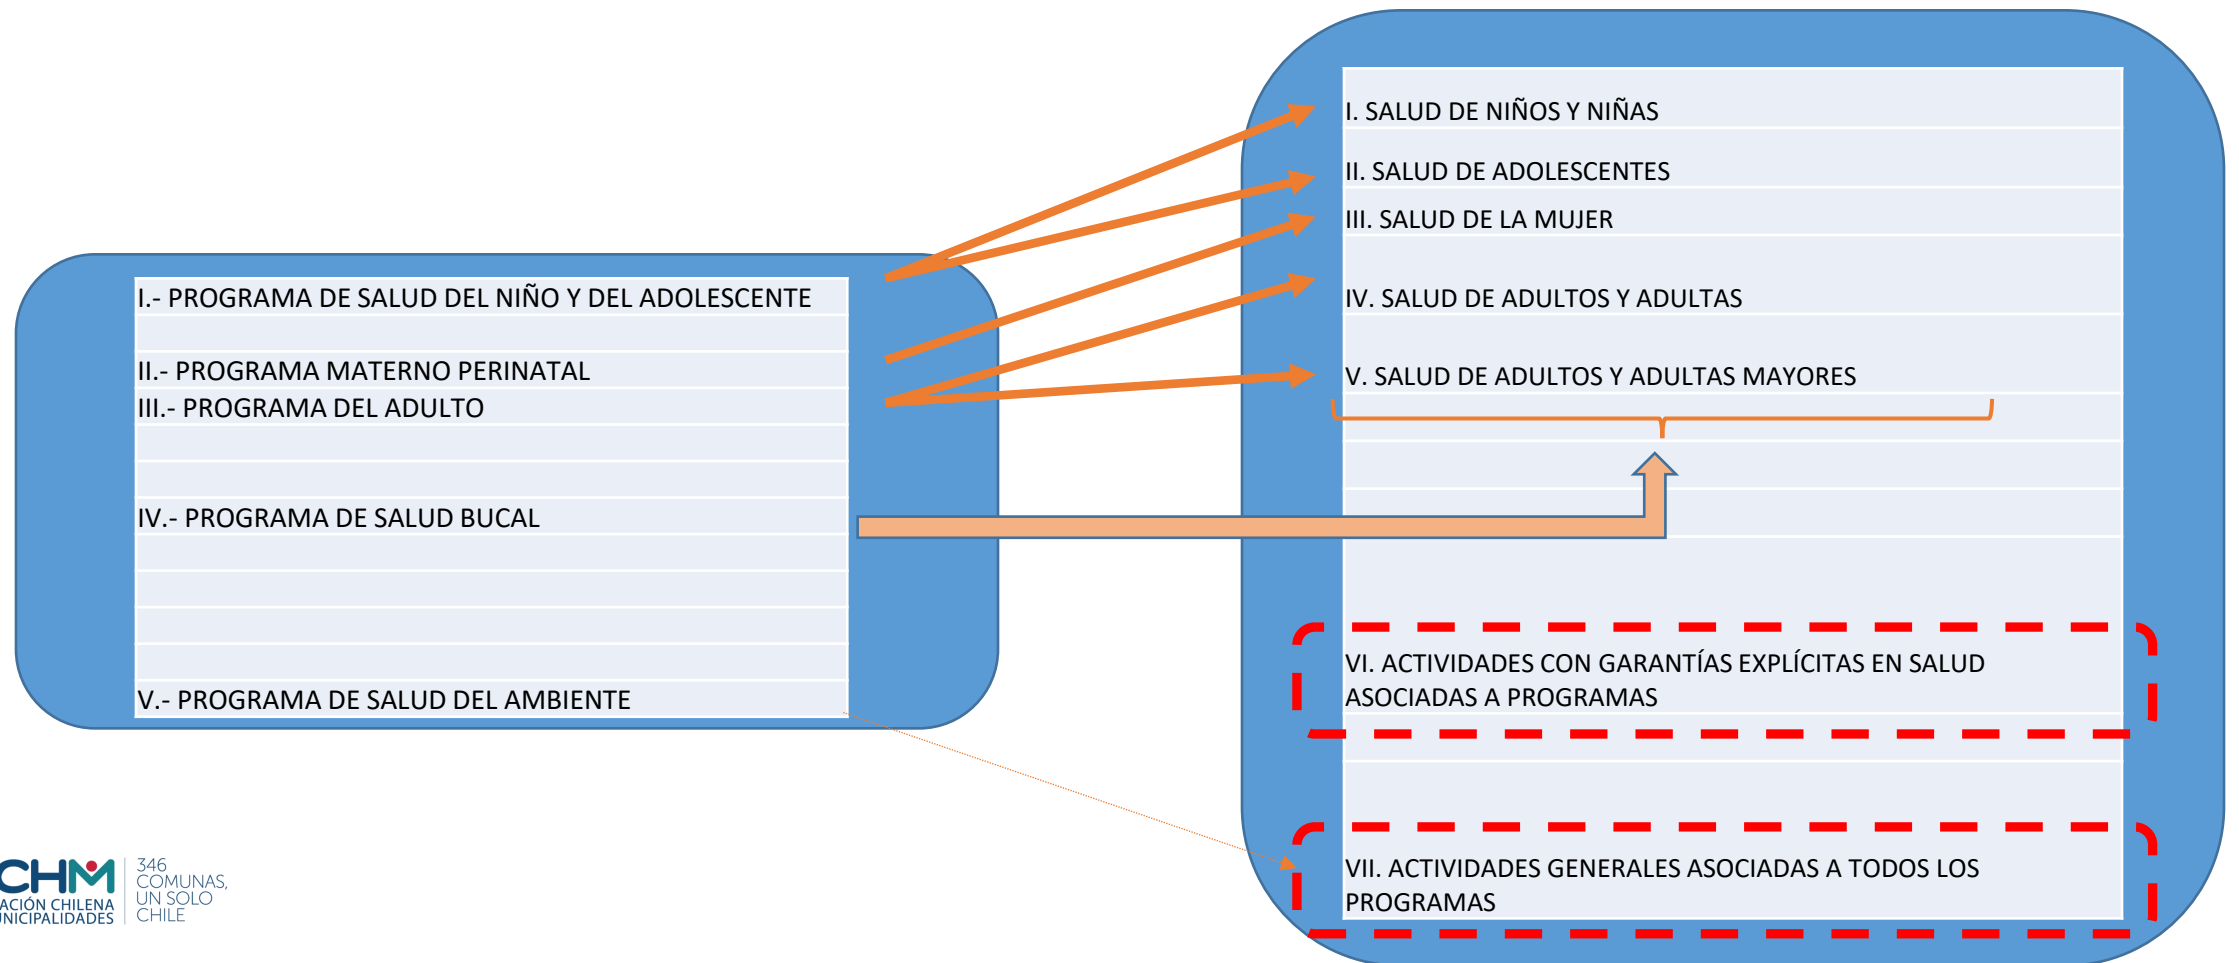 I.- PROGRAMA DE SALUD DEL NIÑO Y DEL ADOLESCENTE
II.- PROGRAMA MATERNO PERINATAL
III.- PROGRAMA DEL ADULTO
IV.- PROGRAMA DE SALUD BUCAL
V.- PROGRAMA DE SALUD DEL AMBIENTE
I. SALUD DE NIÑOS Y NIÑAS
II. SALUD DE ADOLESCENTES
III. SALUD DE LA MUJER
IV. SALUD DE ADULTOS Y ADULTAS
V. SALUD DE ADULTOS Y ADULTAS MAYORES
VI. ACTIVIDADES CON GARANTÍAS EXPLÍCITAS EN SALUD
ASOCIADAS A PROGRAMAS
VII. ACTIVIDADES GENERALES ASOCIADAS A TODOS LOS
PROGRAMAS
CHM
ACIÓN CHILENA
UNICIPALIDADES
346
COMUNAS,
UN SOLO
CHILE